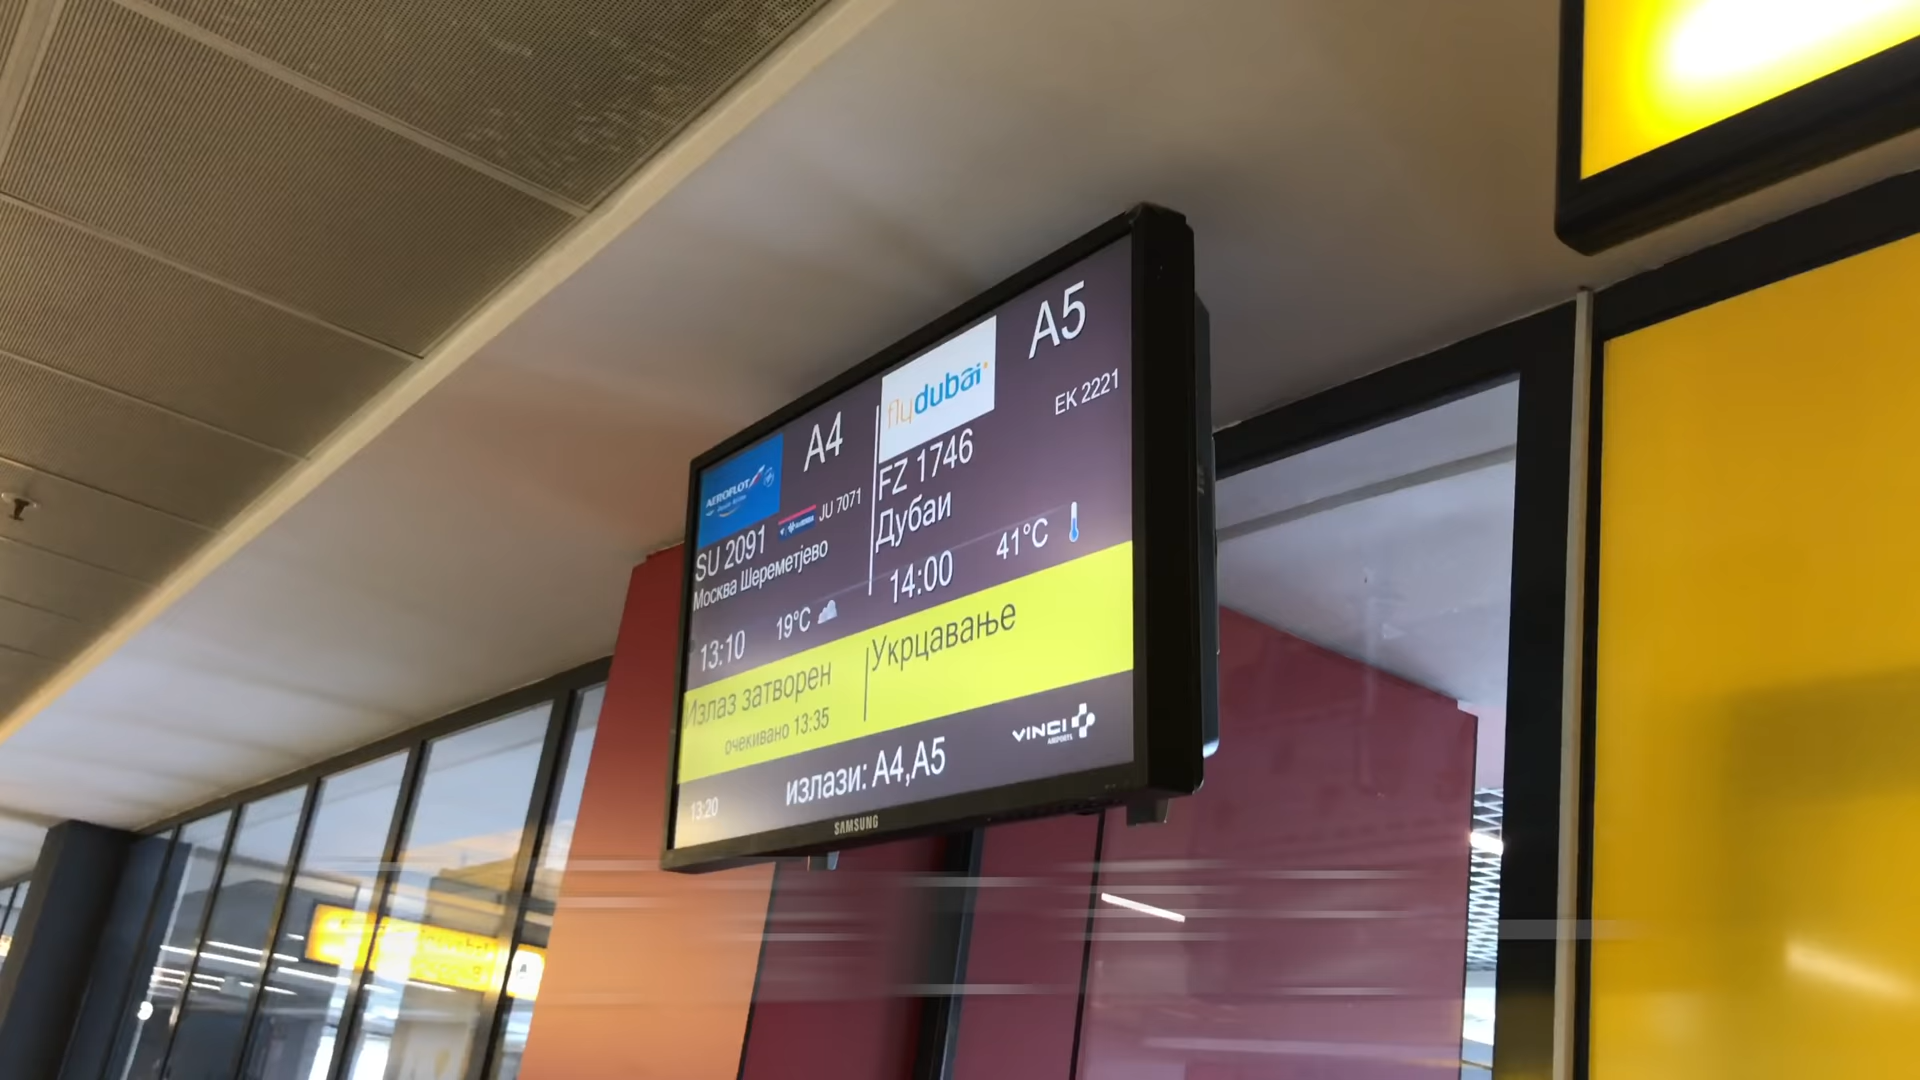 AEROFLOT
A4
JU 7071
SU 2091
Москва Шереметјево
13:10
19°C
Излаз затворен
очекивано 13:35
flydubai
A5
EK 2221
FZ 1746
Дубаи
14:00
41°C
Укрцавање
13:20
излази: A4,A5
VINCI
AIRPORTS
SAMSUNG